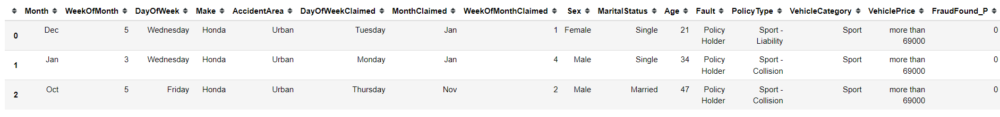 Month WeekOfMonth DayOfWeek Make AccidentArea DayOfWeekClaimed MonthClaimed WeekOfMonthClaimed Sex MaritalStatus Age Fault PolicyType VehicleCategory VehiclePrice FraudFound_P
0 Dec 5 Wednesday Honda Urban Tuesday Jan 1 Female Single 21 Policy Sport - Sport more than 0
Holder Liability 69000
1 Jan 3 Wednesday Honda Urban Monday Jan 4 Male Single 34 Policy Sport - Sport more than 0
Holder Collision 69000
2 Oct 5 Friday Honda Urban Thursday Nov 2 Male Married 47 Policy Sport - Sport more than 0
Holder Collision 69000